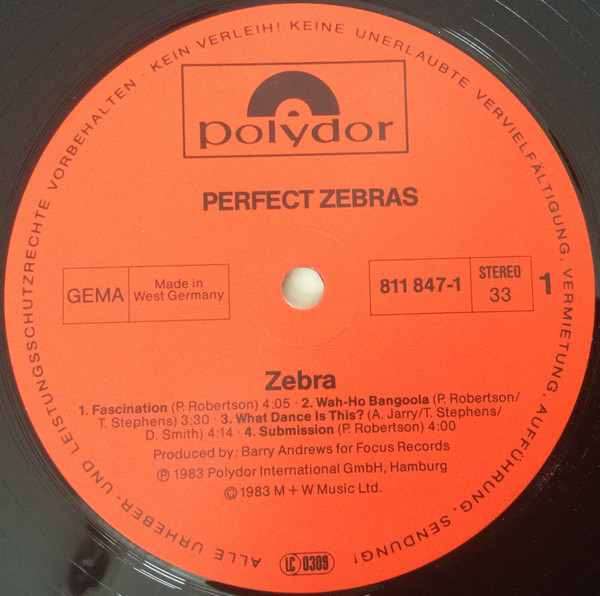 ALLE URHEBER- UND LEISTUNGSSCHUTZRECHTE VORBEHALTEN · KEIN VERLEIH! KEINE UNERLAUBTE VERVIELFÄLTIGUNG, VERMIETUNG, AUFFÜHRUNG, SENDUNG!
polydor
PERFECT ZEBRAS
GEMA
Made in
West Germany
811 847-1
STEREO
33
1
Zebra
1. Fascination (P. Robertson) 4:05 · 2. Wah-Ho Bangoola (P. Robertson/
T. Stephens) 3:30 · 3. What Dance Is This? (A. Jarry/T. Stephens/
D. Smith) 4:14 · 4. Submission (P. Robertson) 4:00
Produced by: Barry Andrews for Focus Records
℗ 1983 Polydor International GmbH, Hamburg
© 1983 M + W Music Ltd.
LC 0309